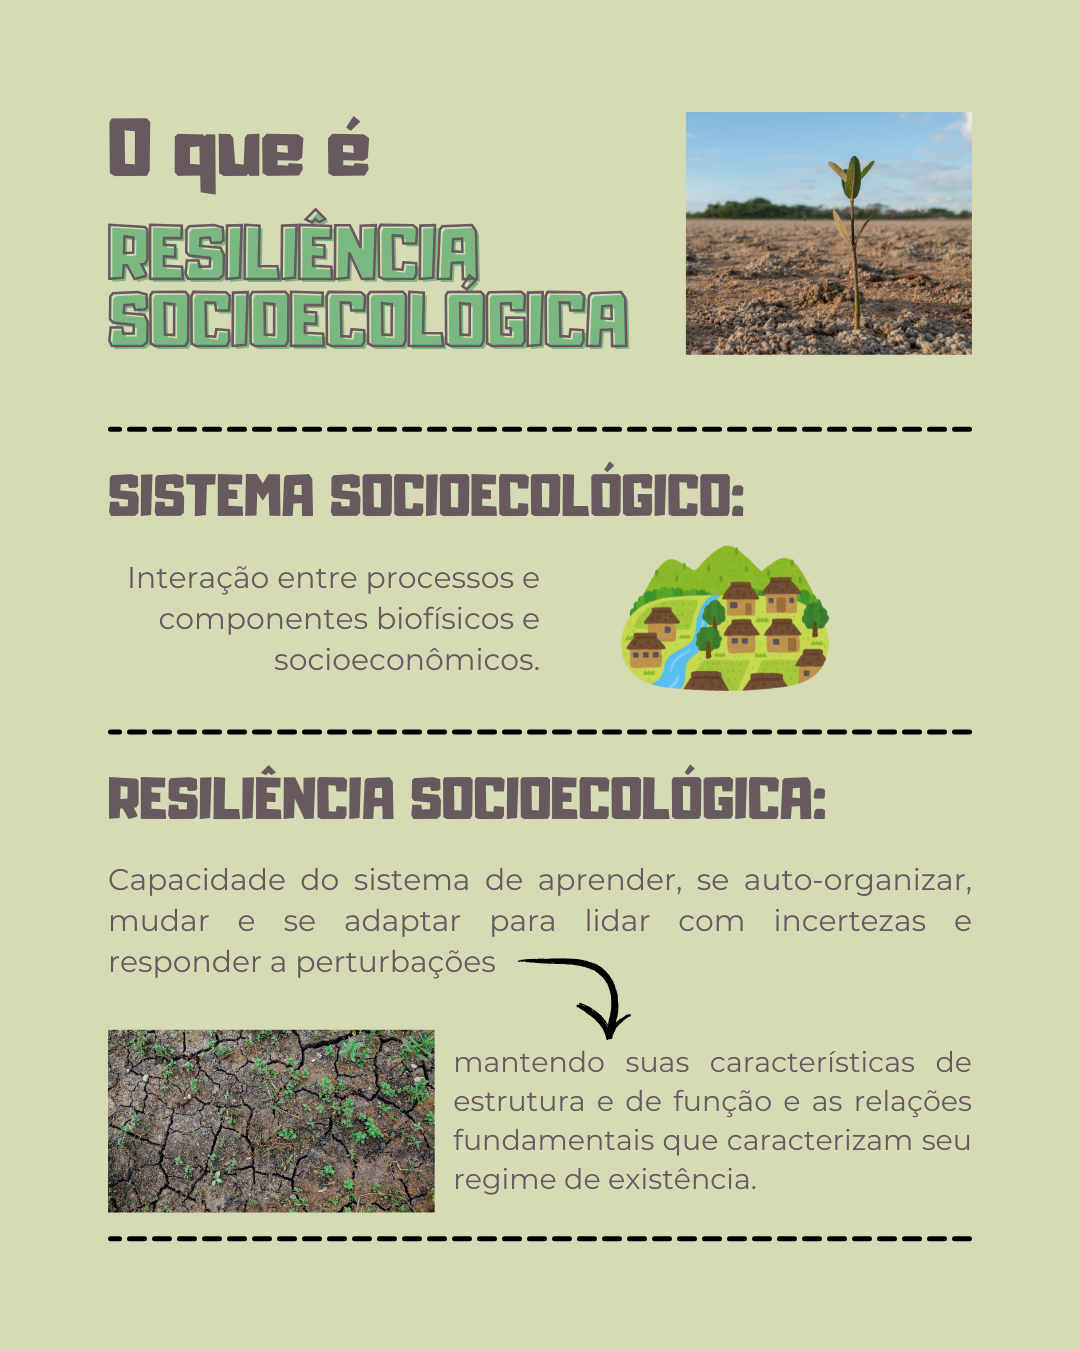 O que é
RESILIÊNCIA
SOCIOECOLÓGICA
SISTEMA SOCIOECOLÓGICO:
Interação entre processos e
componentes biofísicos e
socioeconômicos.
RESILIÊNCIA SOCIOECOLÓGICA:
Capacidade do sistema de aprender, se auto-organizar,
mudar e se adaptar para lidar com incertezas e
responder a perturbações
mantendo suas características de
estrutura e de função e as relações
fundamentais que caracterizam seu
regime de existência.